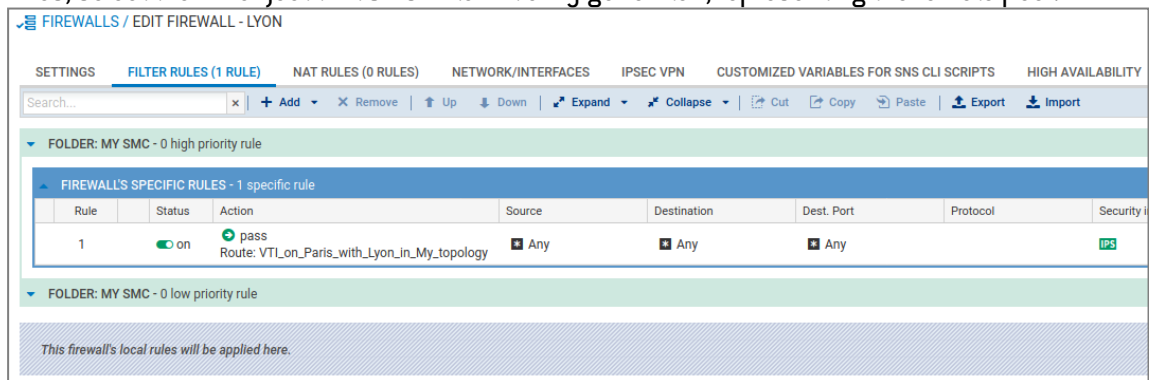 FIREWALLS / EDIT FIREWALL - LYON
SETTINGS FILTER RULES (1 RULE) NAT RULES (0 RULES) NETWORK/INTERFACES IPSEC VPN CUSTOMIZED VARIABLES FOR SNS CLI SCRIPTS HIGH AVAILABILITY
Search... × + Add × Remove Up Down Expand Collapse Cut Copy Paste Export Import
FOLDER: MY SMC - 0 high priority rule
FIREWALL'S SPECIFIC RULES - 1 specific rule
Rule Status Action Source Destination Dest. Port Protocol Security i
1 on pass Any Any Any IPS
Route: VTI_on_Paris_with_Lyon_in_My_topology
FOLDER: MY SMC - 0 low priority rule
This firewall's local rules will be applied here.